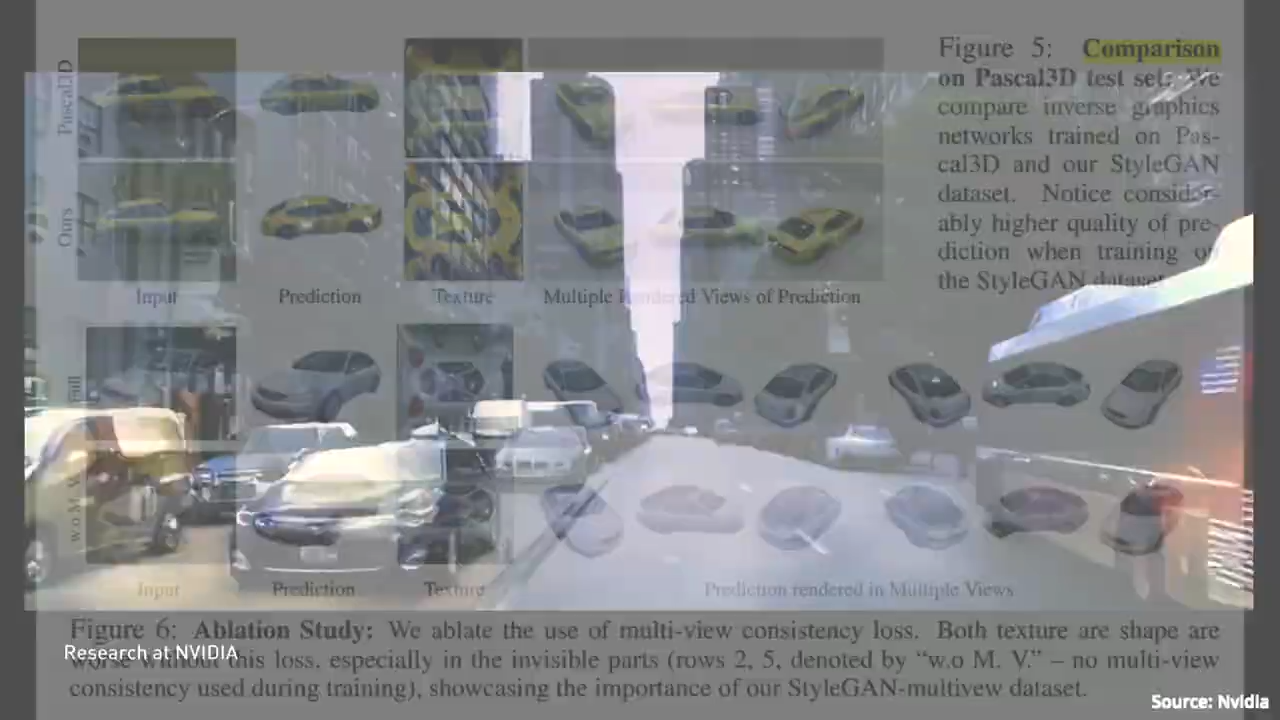 Pascal3D
Ours
Input
Prediction
Texture
Multiple Rendered Views of Prediction
Figure 5: Comparison
on Pascal3D test set: We
compare inverse graphics
networks trained on Pas-
cal3D and our StyleGAN
dataset. Notice consider-
ably higher quality of pre-
diction when training on
the StyleGAN dataset
w.o M. V.
Input
Prediction
Texture
Prediction rendered in Multiple Views
Figure 6: Ablation Study: We ablate the use of multi-view consistency loss. Both texture are shape are
worse without this loss. especially in the invisible parts (rows 2, 5, denoted by “w.o M. V.” – no multi-view
consistency used during training), showcasing the importance of our StyleGAN-multivew dataset.
Research at NVIDIA
Source: Nvidia